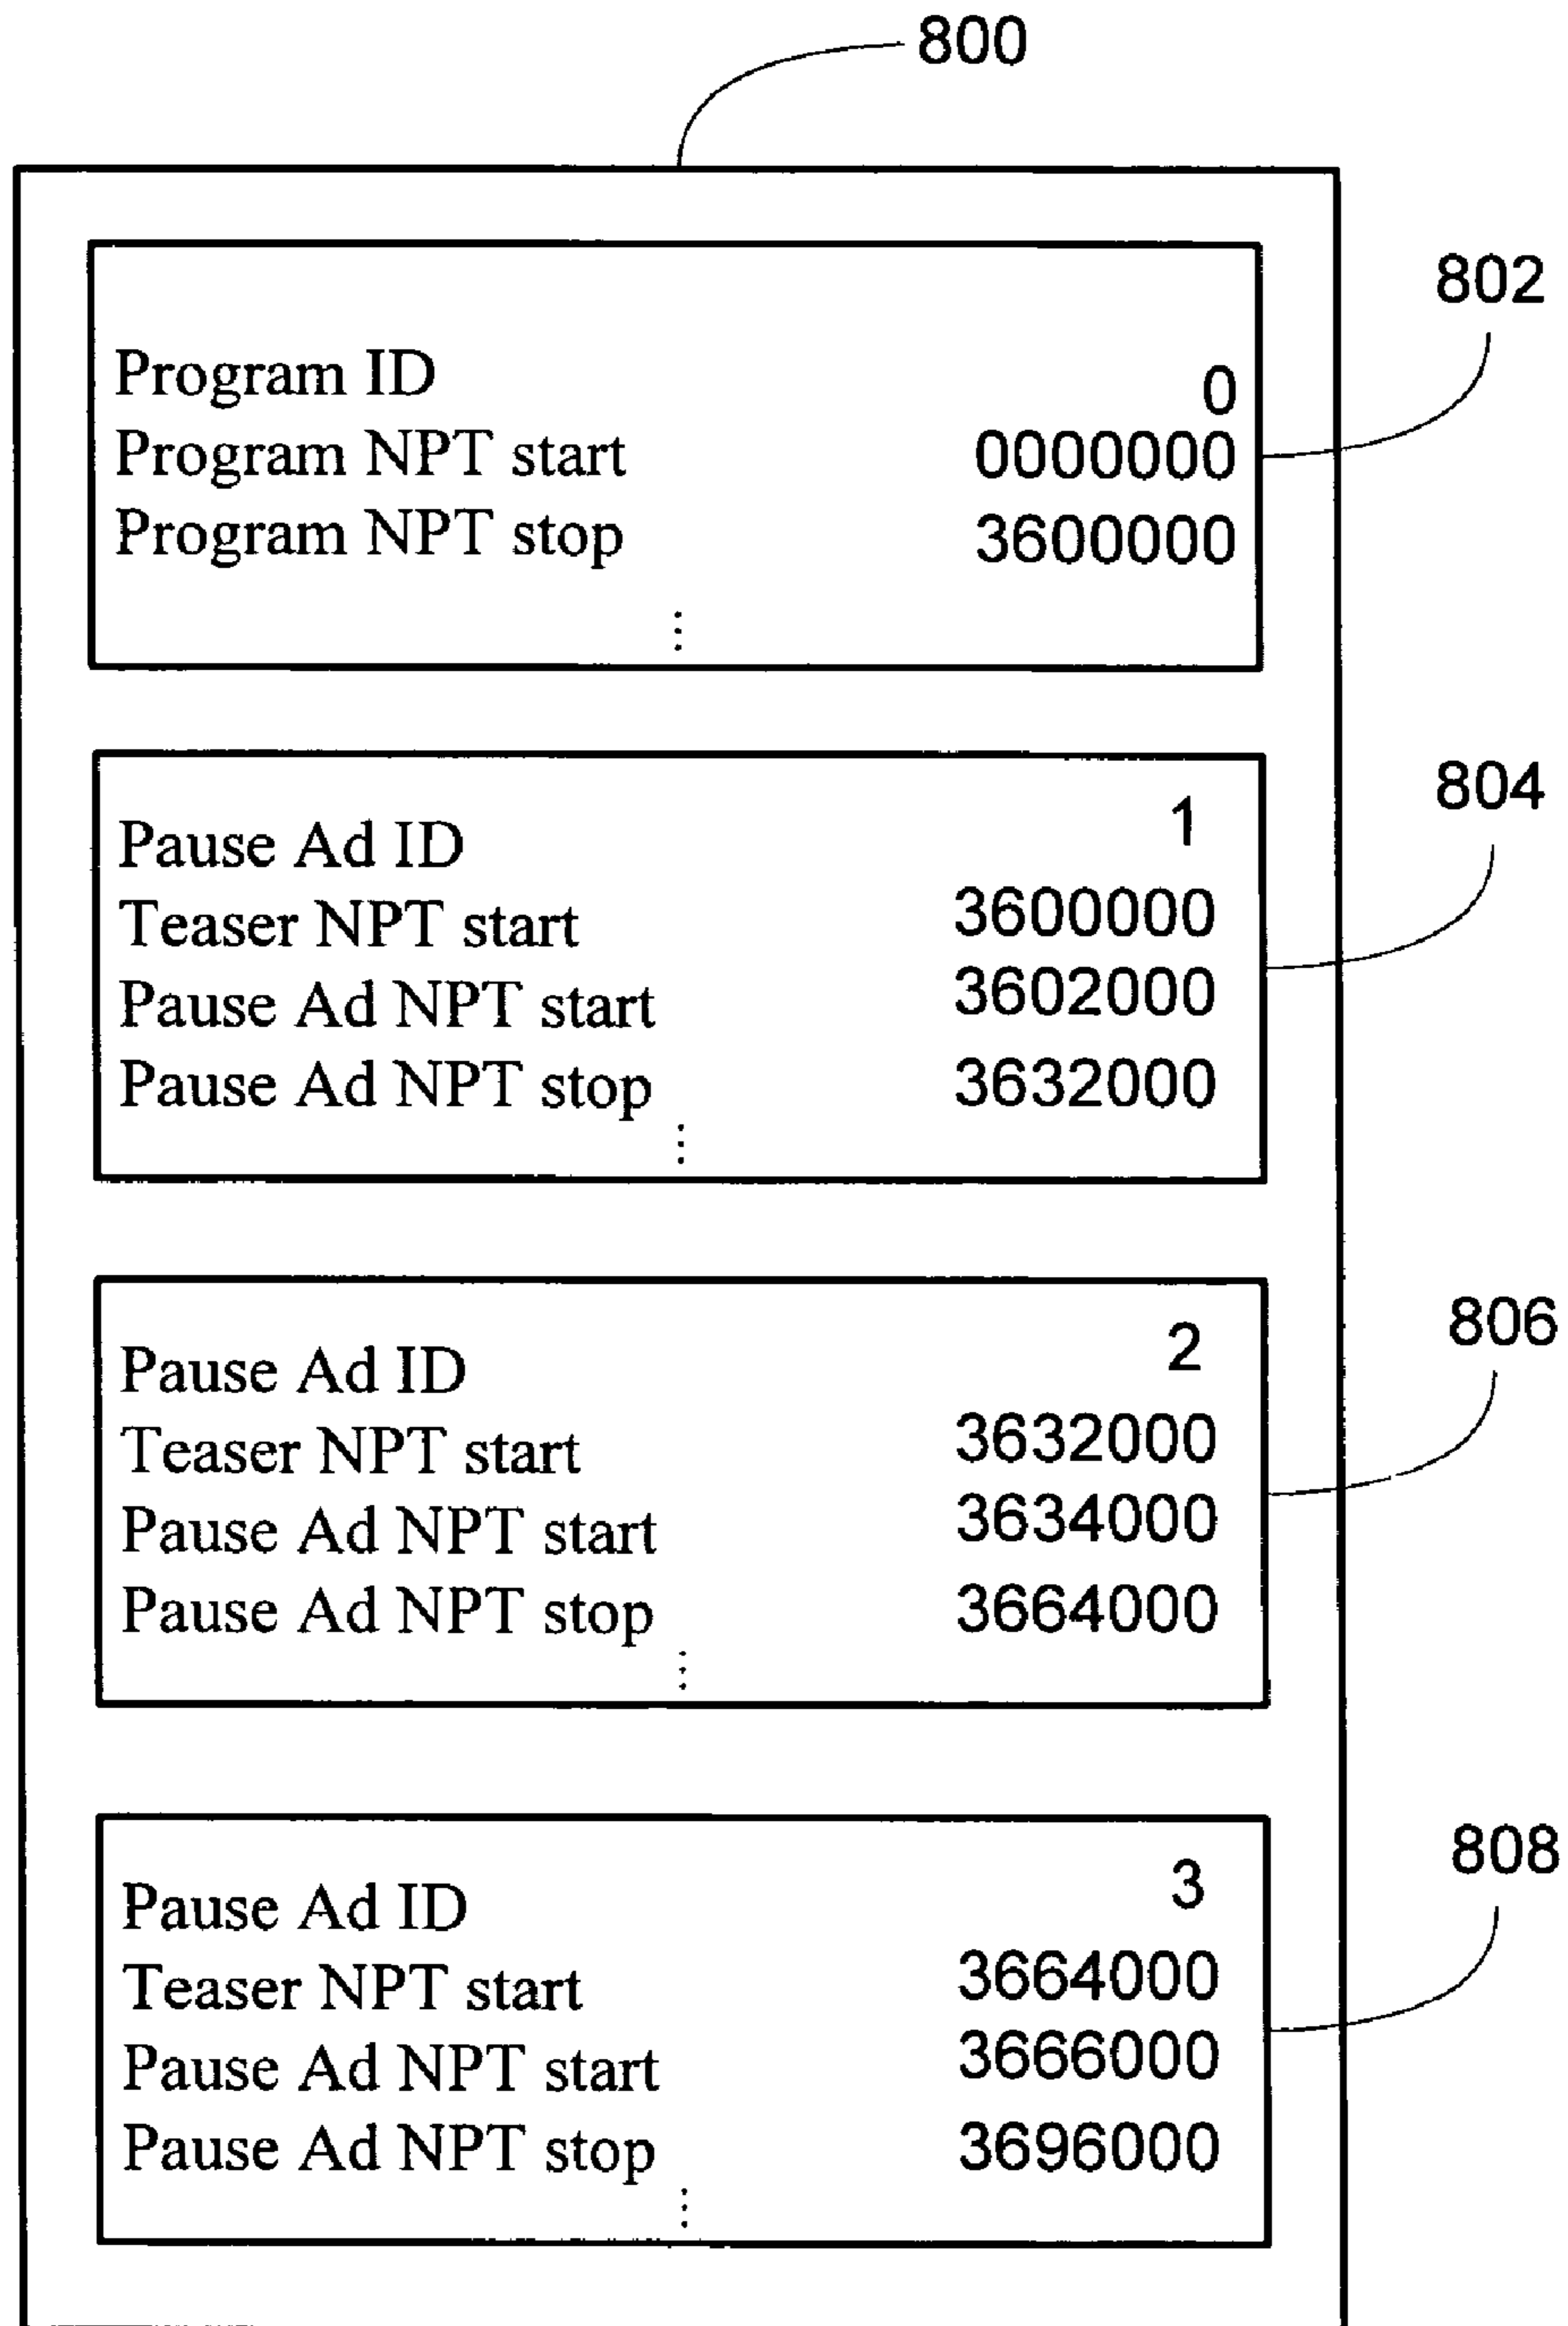 800
802
Program ID 0
Program NPT start 0000000
Program NPT stop 3600000
⋮
804
Pause Ad ID 1
Teaser NPT start 3600000
Pause Ad NPT start 3602000
Pause Ad NPT stop 3632000
⋮
806
Pause Ad ID 2
Teaser NPT start 3632000
Pause Ad NPT start 3634000
Pause Ad NPT stop 3664000
⋮
808
Pause Ad ID 3
Teaser NPT start 3664000
Pause Ad NPT start 3666000
Pause Ad NPT stop 3696000
⋮